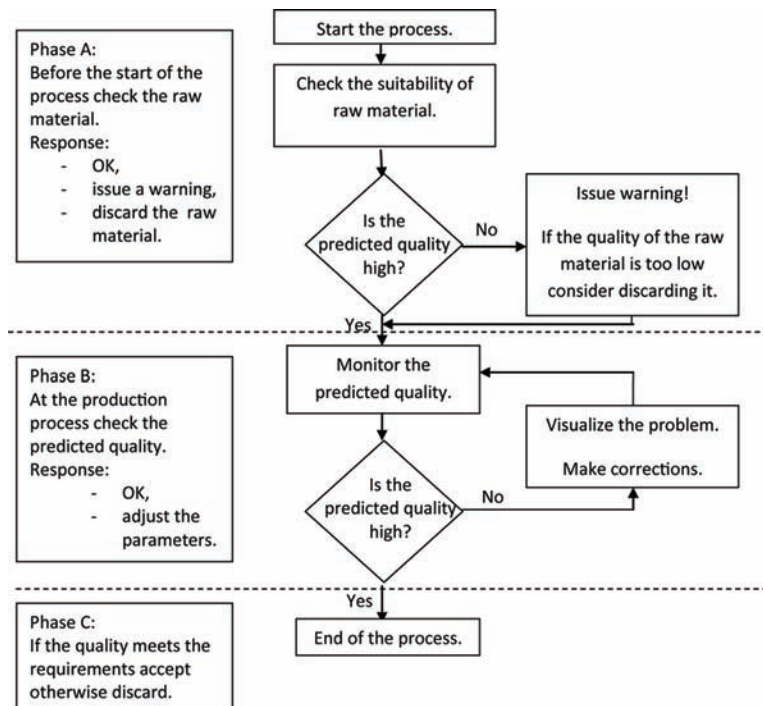 Start the process.
Phase A:
Before the start of the
process check the raw
material.
Response:
- OK,
- issue a warning,
- discard the raw
material.
Check the suitability of
raw material.
Is the
predicted quality
high?
No
Issue warning!
If the quality of the raw
material is too low
consider discarding it.
Yes
Phase B:
At the production
process check the
predicted quality.
Response:
- OK,
- adjust the
parameters.
Monitor the
predicted quality.
Visualize the problem.
Make corrections.
Is the
predicted quality
high?
No
Yes
Phase C:
If the quality meets the
requirements accept
otherwise discard.
End of the process.